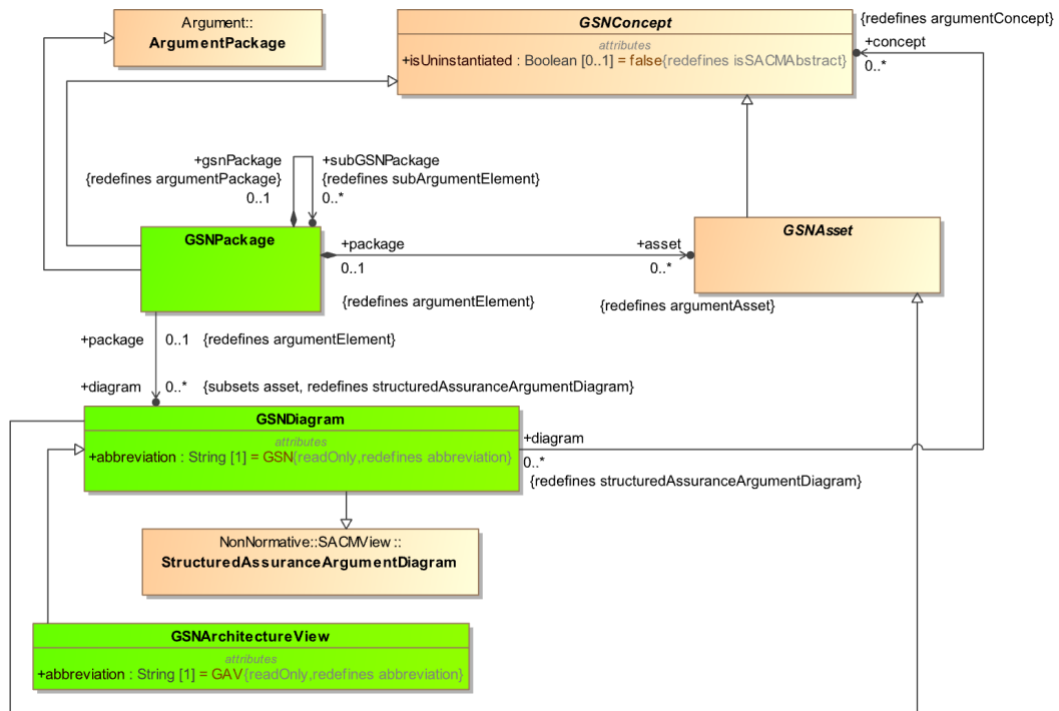 Argument::
ArgumentPackage
GSNConcept
attributes
+isUninstantiated : Boolean [0..1] = false{redefines isSACMAbstract}
{redefines argumentConcept}
+concept
0..*
+gsnPackage
{redefines argumentPackage}
0..1
+subGSNPackage
{redefines subArgumentElement}
0..*
GSNPackage
+package
0..1
{redefines argumentElement}
+asset
0..*
{redefines argumentAsset}
GSNAsset
+package 0..1 {redefines argumentElement}
+diagram 0..* {subsets asset, redefines structuredAssuranceArgumentDiagram}
GSNDiagram
attributes
+abbreviation : String [1] = GSN{readOnly,redefines abbreviation}
+diagram
0..*
{redefines structuredAssuranceArgumentDiagram}
NonNormative::SACMView::
StructuredAssuranceArgumentDiagram
GSNArchitectureView
attributes
+abbreviation : String [1] = GAV{readOnly,redefines abbreviation}